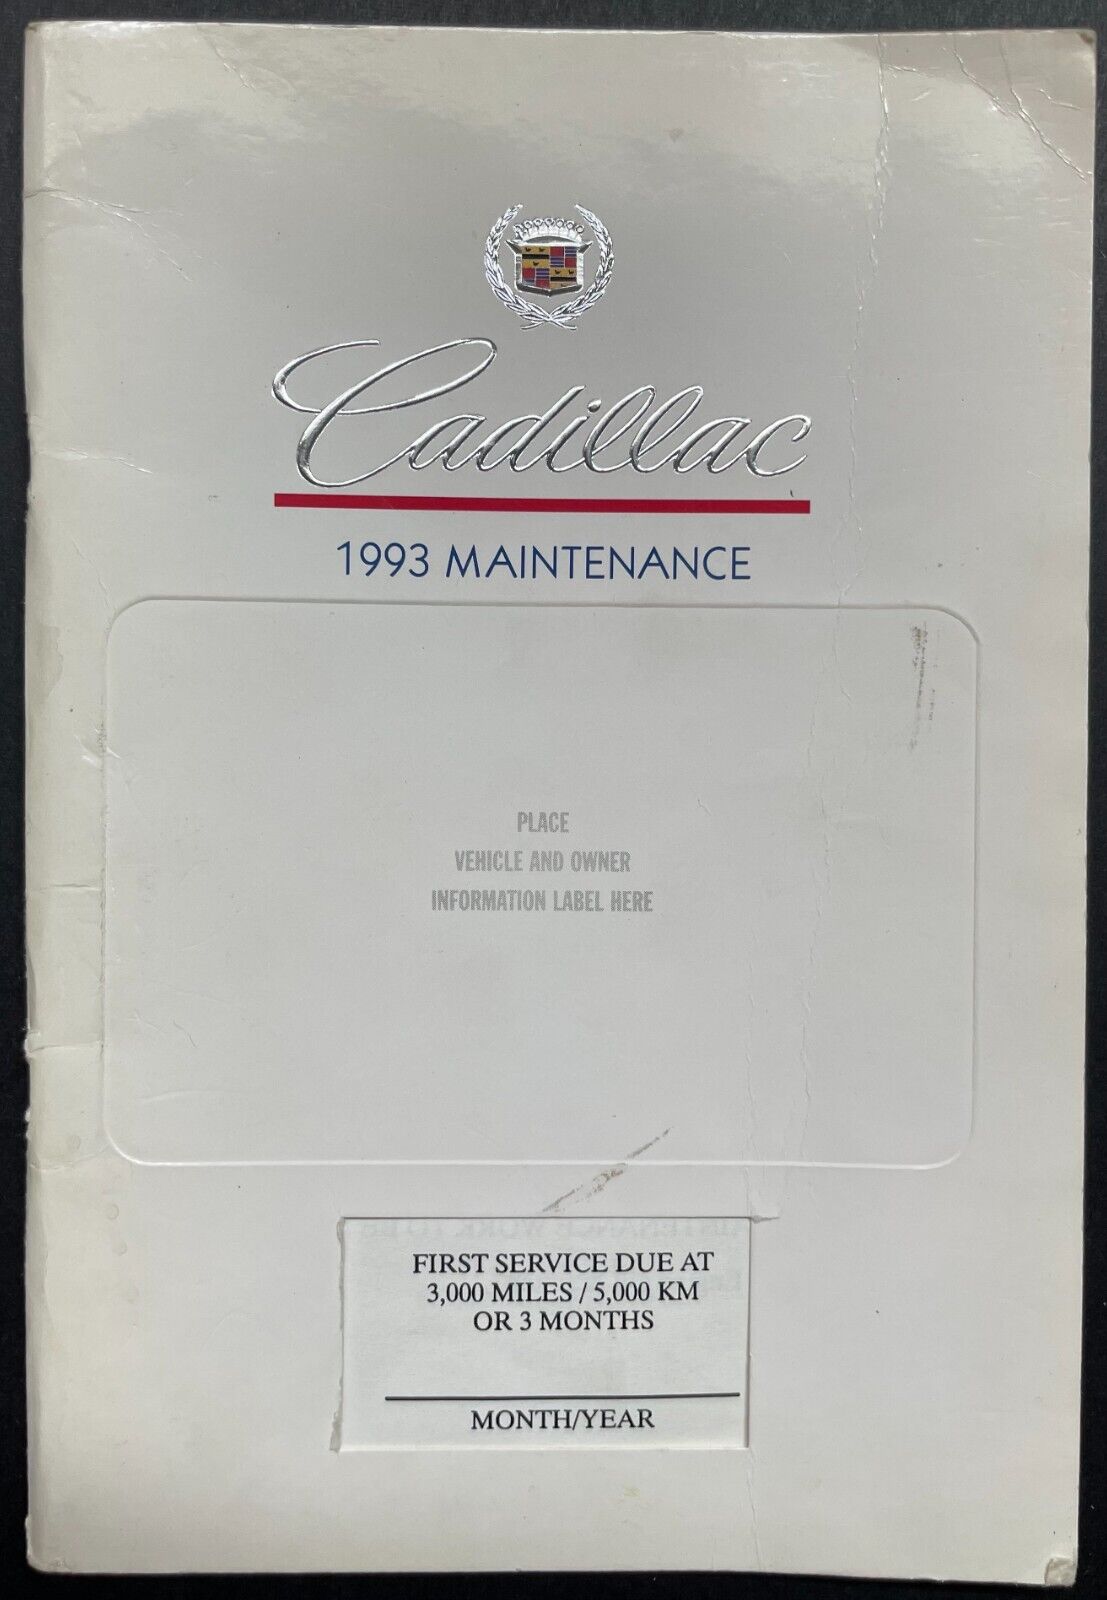 Cadillac
1993 MAINTENANCE
PLACE
VEHICLE AND OWNER
INFORMATION LABEL HERE
FIRST SERVICE DUE AT
3,000 MILES / 5,000 KM
OR 3 MONTHS
MONTH/YEAR